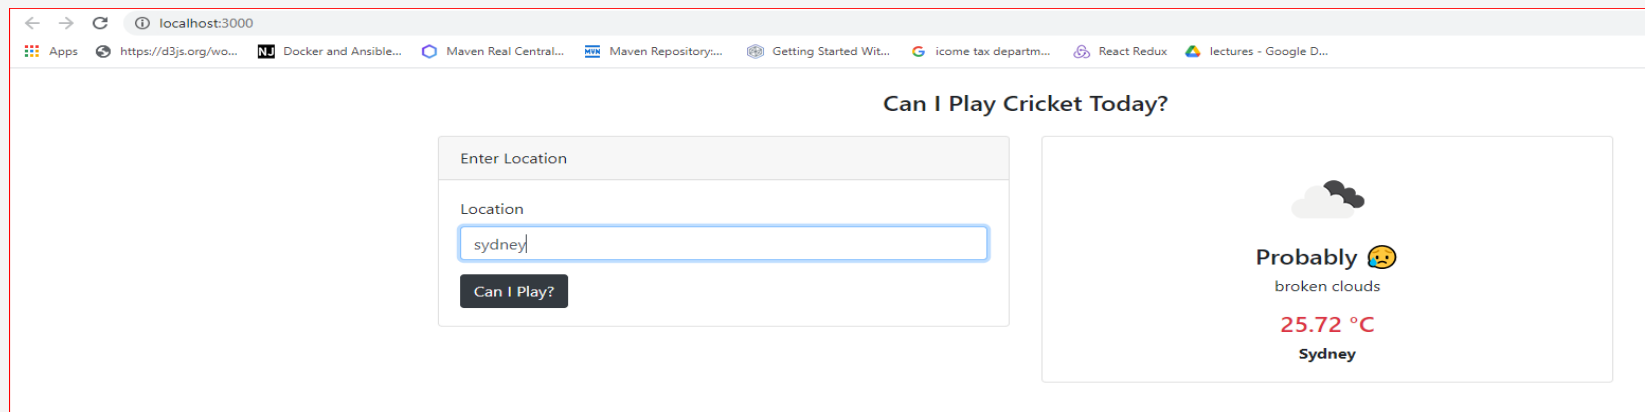 localhost:3000
Apps https://d3js.org/wo... NJ Docker and Ansible... Maven Real Central... MVN Maven Repository:... Getting Started Wit... G icome tax departm... React Redux lectures - Google D...
Can I Play Cricket Today?
Enter Location
Location
sydney
Can I Play?
Probably 😥
broken clouds
25.72 °C
Sydney